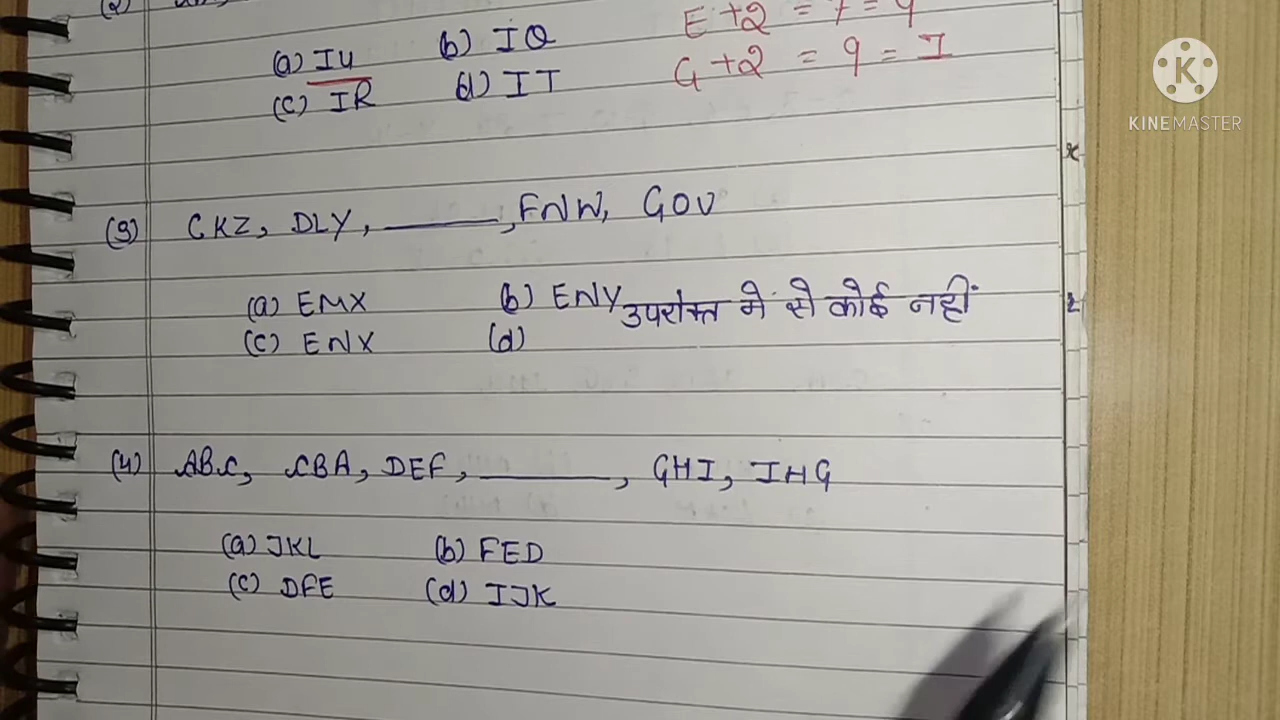 (2)
E +2 = 7 = 9
(a) IU (b) IQ
G +2 = 9 = I
(c) IR (d) IT
KINEMASTER
(3) CKZ, DLY, ______, FNW, GOV
(a) EMX (b) ENY उपरोक्त मे से कोई नहीं
(c) ENX (d)
(4) ABC, CBA, DEF, ______, GHI, IHG
(a) JKL (b) FED
(c) DFE (d) IJK